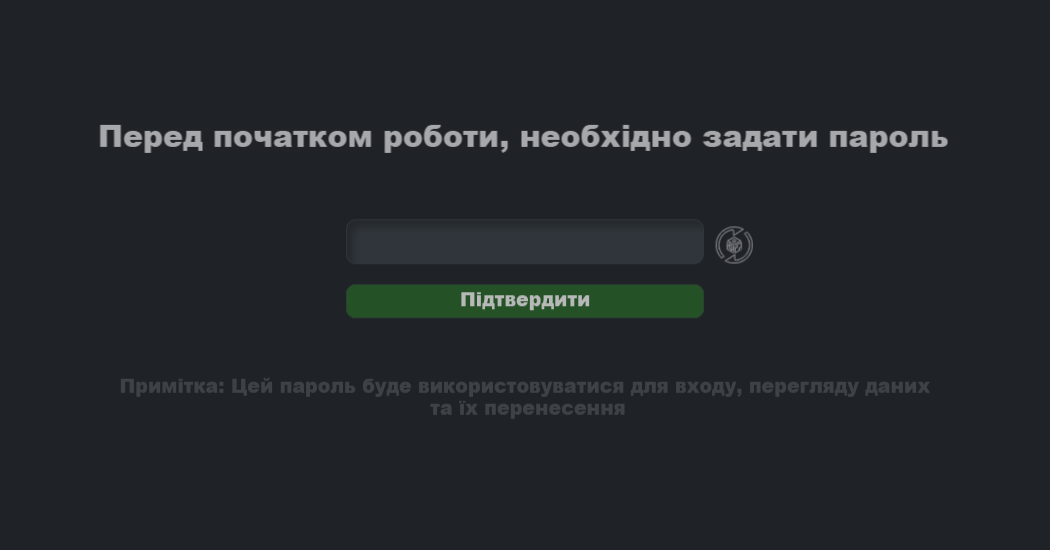 Перед початком роботи, необхідно задати пароль
Підтвердити
Примітка: Цей пароль буде використовуватися для входу, перегляду даних
та їх перенесення